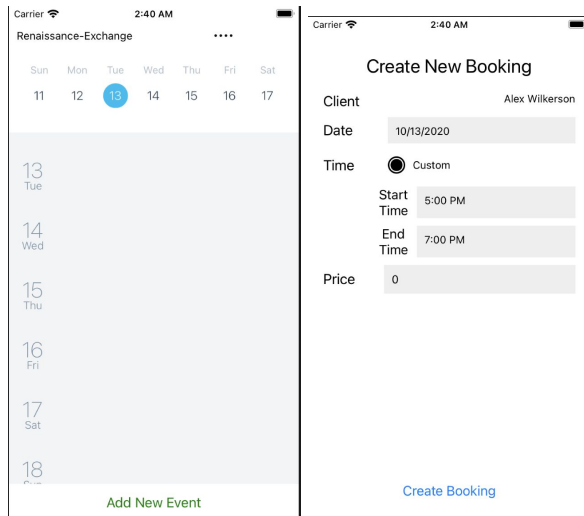 Carrier 2:40 AM
Renaissance-Exchange ••••
Sun Mon Tue Wed Thu Fri Sat
11 12 13 14 15 16 17
13
Tue
14
Wed
15
Thu
16
Fri
17
Sat
18
Add New Event
Carrier 2:40 AM
Create New Booking
Client Alex Wilkerson
Date 10/13/2020
Time Custom
Start
Time 5:00 PM
End
Time 7:00 PM
Price 0
Create Booking